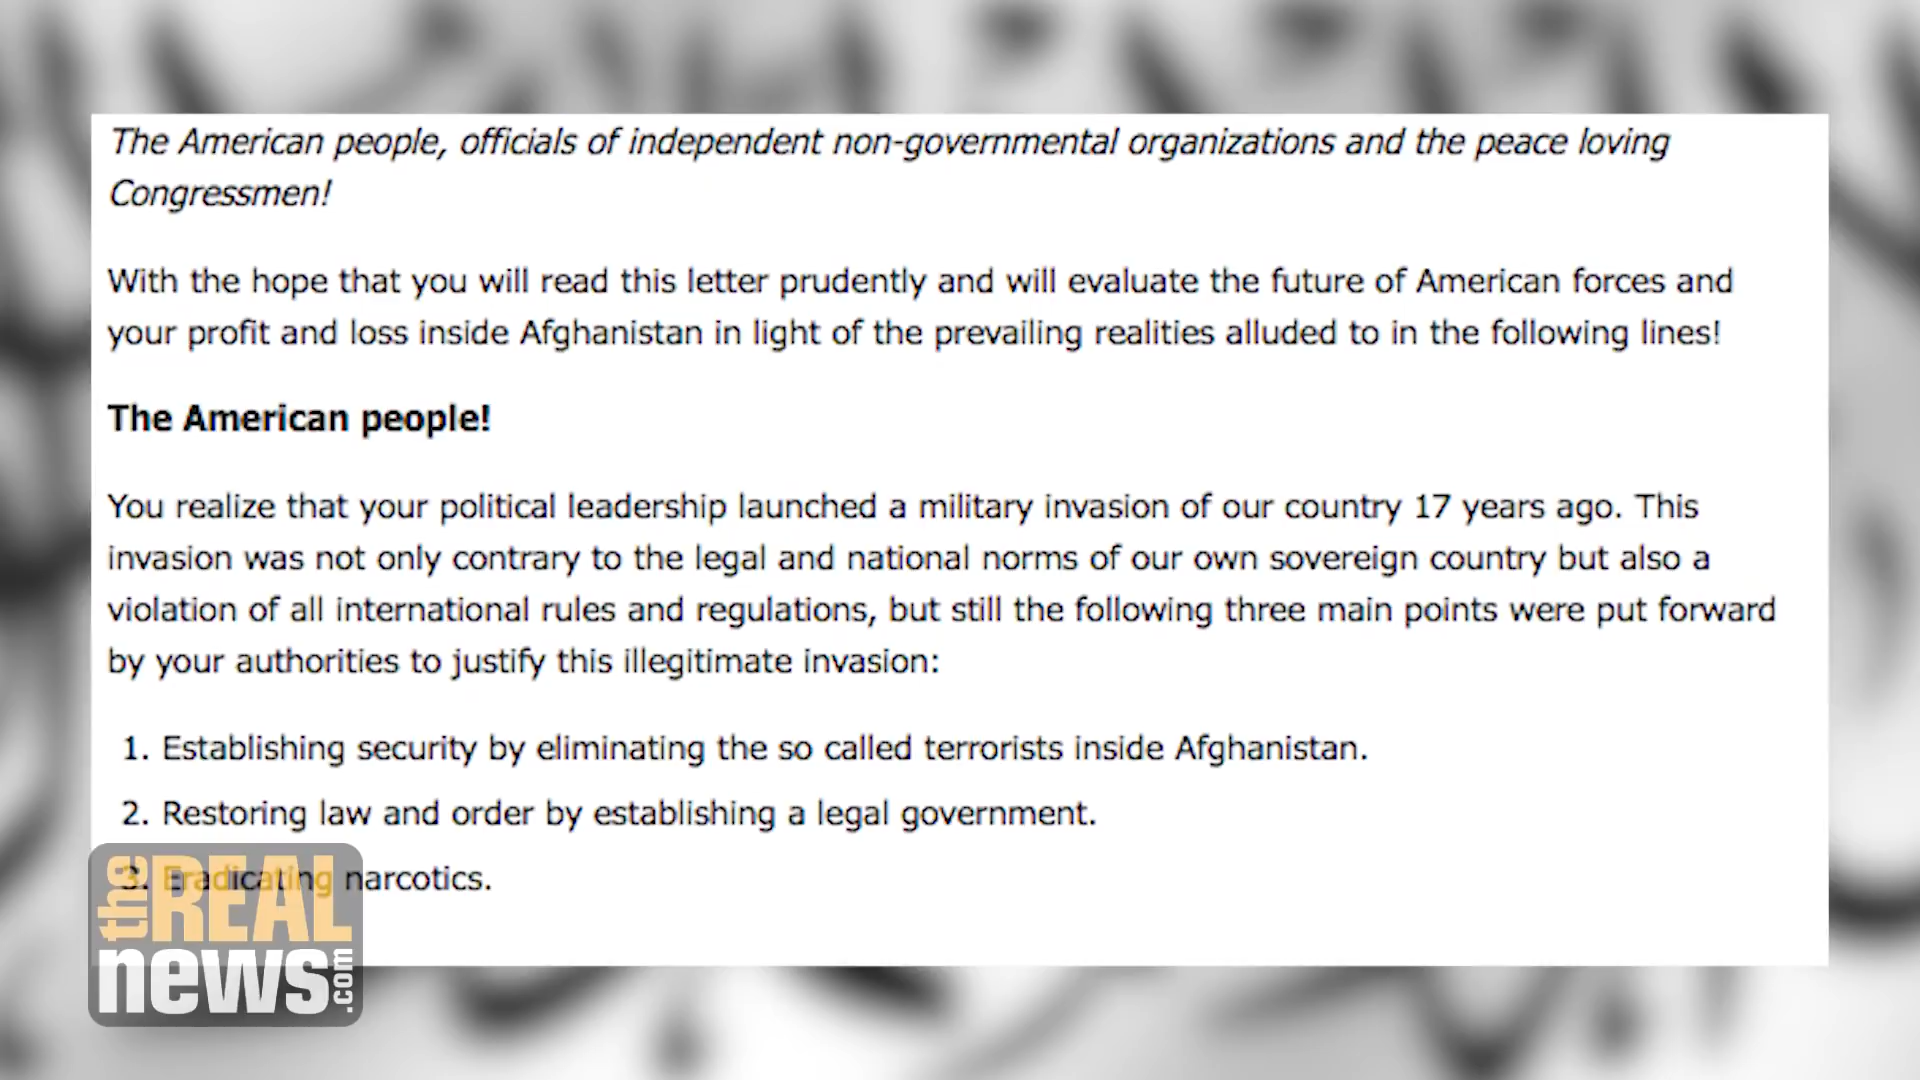 The American people, officials of independent non-governmental organizations and the peace loving
Congressmen!
With the hope that you will read this letter prudently and will evaluate the future of American forces and
your profit and loss inside Afghanistan in light of the prevailing realities alluded to in the following lines!
The American people!
You realize that your political leadership launched a military invasion of our country 17 years ago. This
invasion was not only contrary to the legal and national norms of our own sovereign country but also a
violation of all international rules and regulations, but still the following three main points were put forward
by your authorities to justify this illegitimate invasion:
1. Establishing security by eliminating the so called terrorists inside Afghanistan.
2. Restoring law and order by establishing a legal government.
3. Eradicating narcotics.
the REAL
news.com